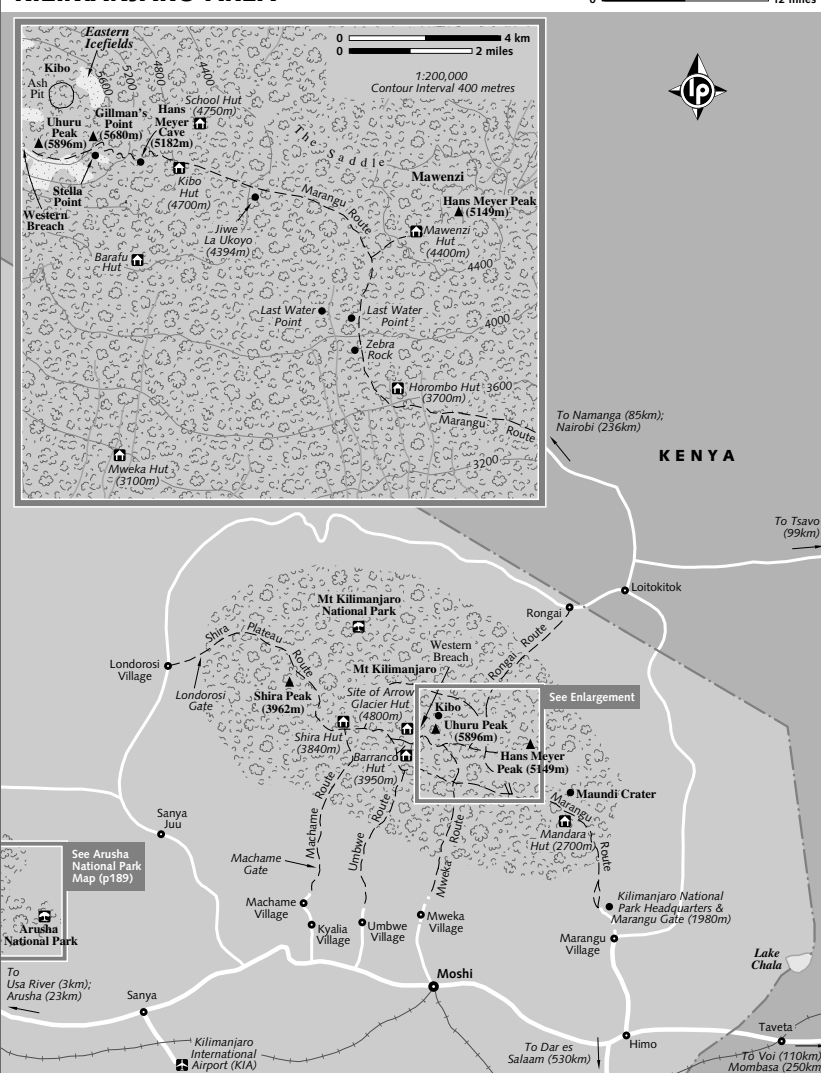 0
12 miles
Eastern
Icefields
0
4 km
0
2 miles
1:200,000
Contour Interval 400 metres
lp
Kibo
Ash
Pit
5600
5200
4800
4400
School Hut
(4750m)
Uhuru
Peak
(5896m)
Gillman's
Point
(5680m)
Hans
Meyer
Cave
(5182m)
The Saddle
Kibo
Hut
(4700m)
Stella
Point
Western
Breach
Marangu Route
Mawenzi
Hans Meyer Peak
(5149m)
Jiwe
La Ukoyo
(4394m)
Mawenzi
Hut
(4400m)
Barafu
Hut
4400
Last Water
Point
Last Water
Point
4000
Zebra
Rock
Horombo Hut
(3700m)
3600
Marangu Route
Mweka Hut
(3100m)
3200
To Namanga (85km);
Nairobi (236km)
KENYA
To Tsavo
(99km)
Loitokitok
Rongai
Rongai Route
Mt Kilimanjaro
National Park
Shira Plateau Route
Western
Breach
Londorosi
Village
Londorosi
Gate
Mt Kilimanjaro
Shira Peak
(3962m)
Site of Arrow
Glacier Hut
(4800m)
See Enlargement
Kibo
Uhuru Peak
(5896m)
Shira Hut
(3840m)
Barranco
Hut
(3950m)
Hans Meyer
Peak (5149m)
Maundi Crater
Marangu Route
Mandara
Hut (2700m)
Machame Route
Umbwe Route
Mweka Route
Sanya
Juu
See Arusha
National Park
Map (p189)
Machame
Gate
Arusha
National Park
Machame
Village
Kyalia
Village
Umbwe
Village
Mweka
Village
Kilimanjaro National
Park Headquarters &
Marangu Gate (1980m)
Marangu
Village
Lake
Chala
To
Usa River (3km);
Arusha (23km)
Sanya
Moshi
Kilimanjaro
International
Airport (KIA)
To Dar es
Salaam (530km)
Himo
Taveta
To Voi (110km)
Mombasa (250km